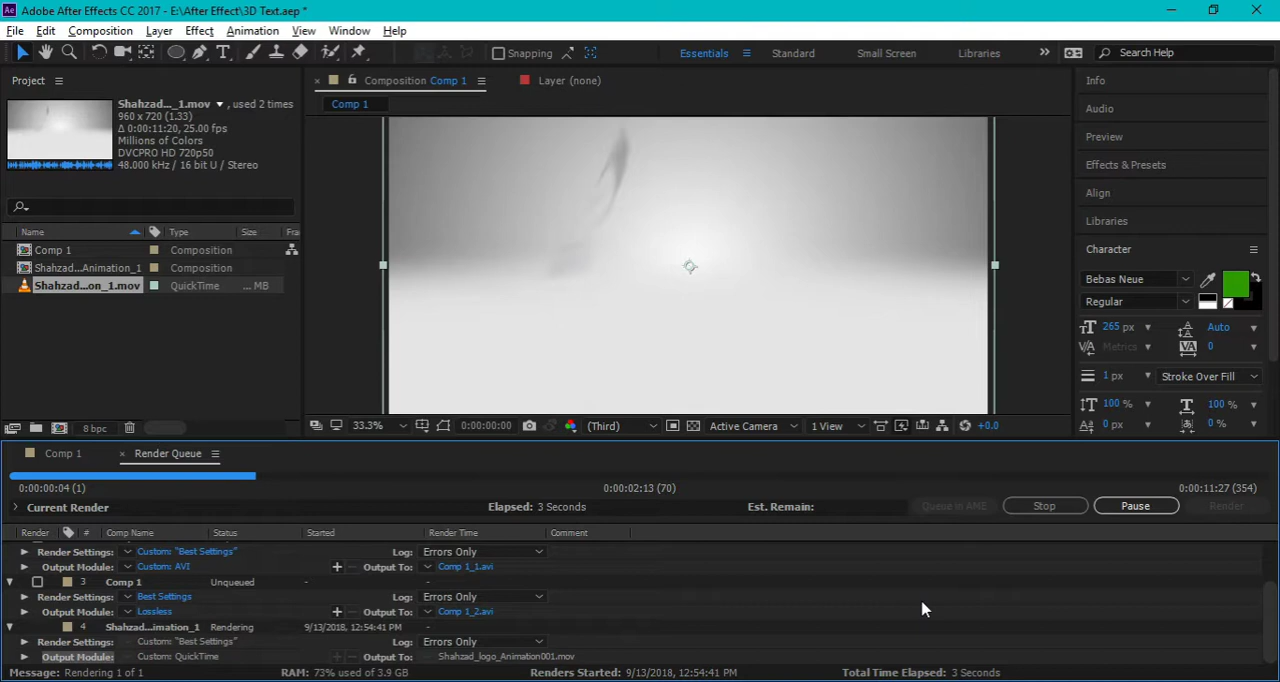 Adobe After Effects CC 2017 - E:\After Effect\3D Text.aep *
File Edit Composition Layer Effect Animation View Window Help
Snapping Essentials Standard Small Screen Libraries Search Help
Project
Composition Comp 1 Layer (none)
Comp 1
Shahzad..._1.mov , used 2 times
960 x 720 (1.33)
Δ 0:00:11:20, 25.00 fps
Millions of Colors
DVCPRO HD 720p50
48.000 kHz / 16 bit U / Stereo
Name Type Size Fra
Comp 1 Composition
Shahzad...Animation_1 Composition
Shahzad...on_1.mov QuickTime ... MB
8 bpc
33.3% 0:00:00:00 (Third) Active Camera 1 View +0.0
Info
Audio
Preview
Effects & Presets
Align
Libraries
Character
Bebas Neue
Regular
265 px Auto
Metrics 0
1 px Stroke Over Fill
100 % 100 %
0 px 0 %
Comp 1 Render Queue
0:00:00:04 (1) 0:00:02:13 (70) 0:00:11:27 (354)
Current Render Elapsed: 3 Seconds Est. Remain: Queue in AME Stop Pause Render
Render # Comp Name Status Started Render Time Comment
Render Settings: Custom: "Best Settings" Log: Errors Only
Output Module: Custom: AVI Output To: Comp 1_1.avi
3 Comp 1 Unqueued - -
Render Settings: Best Settings Log: Errors Only
Output Module: Lossless Output To: Comp 1_2.avi
4 Shahzad...imation_1 Rendering 9/13/2018, 12:54:41 PM -
Render Settings: Custom: "Best Settings" Log: Errors Only
Output Module: Custom: QuickTime Output To: Shahzad_logo_Animation001.mov
Message: Rendering 1 of 1 RAM: 73% used of 3.9 GB Renders Started: 9/13/2018, 12:54:41 PM Total Time Elapsed: 3 Seconds